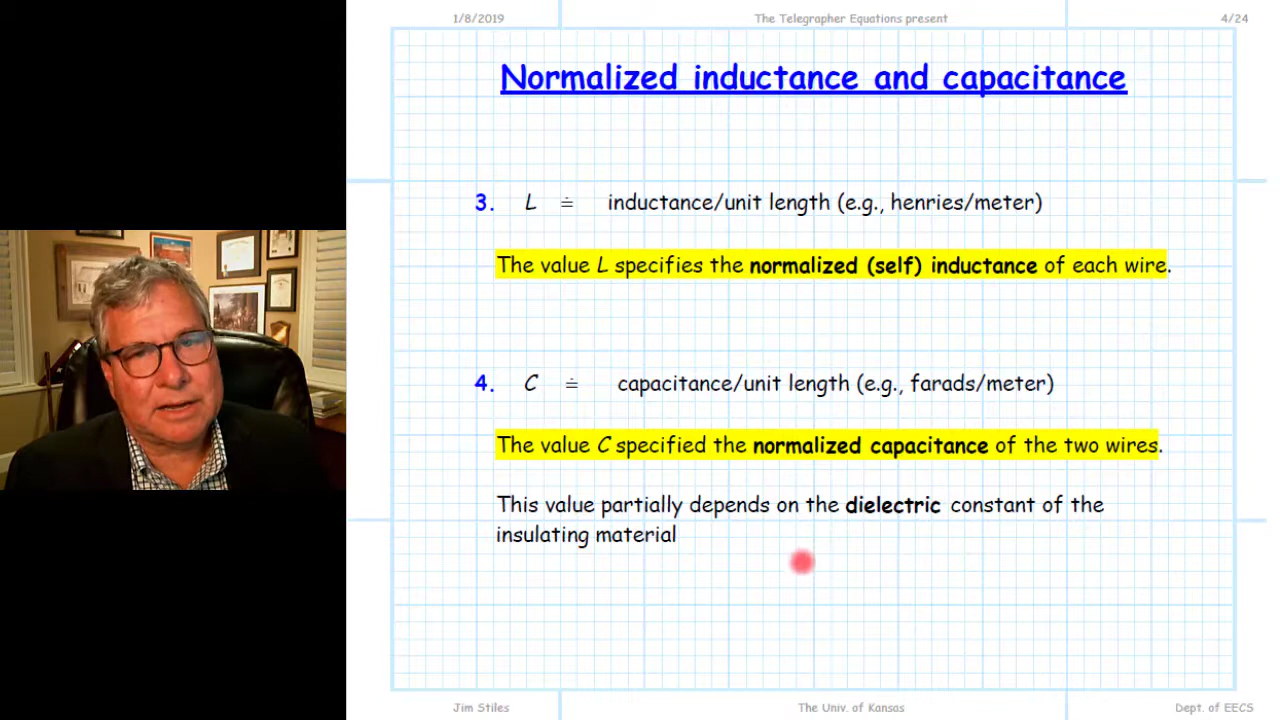 1/8/2019
The Telegrapher Equations present
4/24
Normalized inductance and capacitance
3. L ≐ inductance/unit length (e.g., henries/meter)
The value L specifies the normalized (self) inductance of each wire.
4. C ≐ capacitance/unit length (e.g., farads/meter)
The value C specified the normalized capacitance of the two wires.
This value partially depends on the dielectric constant of the
insulating material
Jim Stiles
The Univ. of Kansas
Dept. of EECS